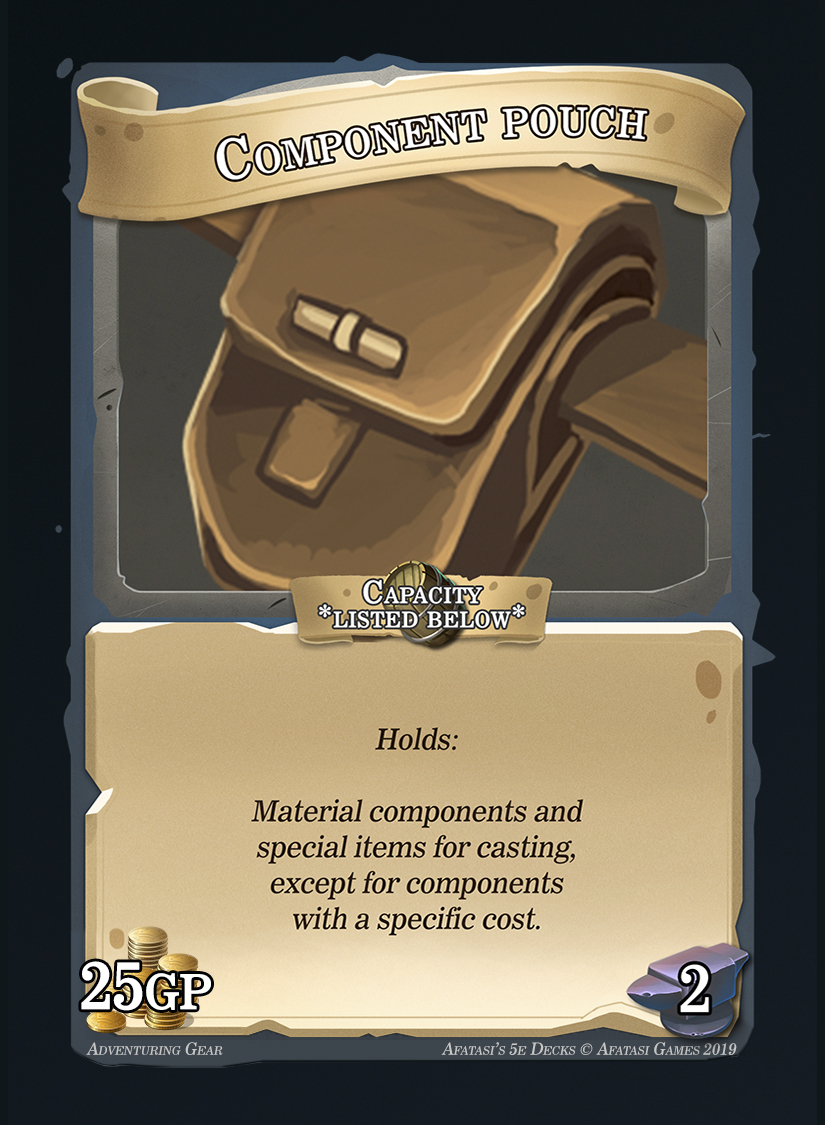 Component pouch
Capacity
*listed below*
Holds:
Material components and
special items for casting,
except for components
with a specific cost.
25GP
2
Adventuring Gear
Afatasi's 5e Decks © Afatasi Games 2019